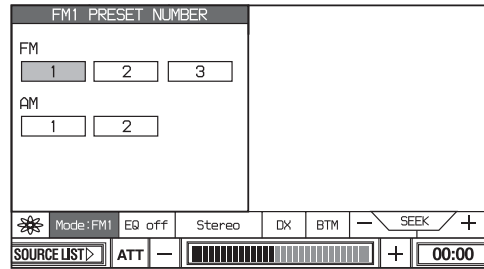 FM1 PRESET NUMBER
FM
1 2 3
AM
1 2
Mode:FM1 EQ off Stereo DX BTM − SEEK +
SOURCE LIST ATT − + 00:00